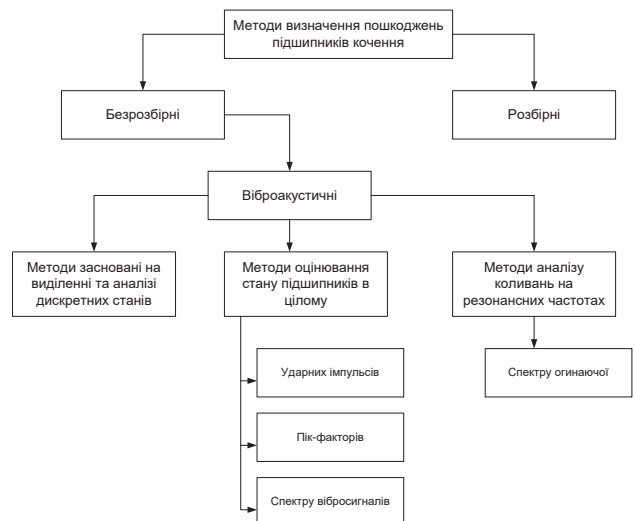 Методи визначення пошкоджень
підшипників кочення
Безрозбірні
Розбірні
Віброакустичні
Методи засновані на
виділенні та аналізі
дискретних станів
Методи оцінювання
стану підшипників в
цілому
Методи аналізу
коливань на
резонансних частотах
Ударних імпульсів
Спектру огинаючої
Пік-факторів
Спектру вібросигналів